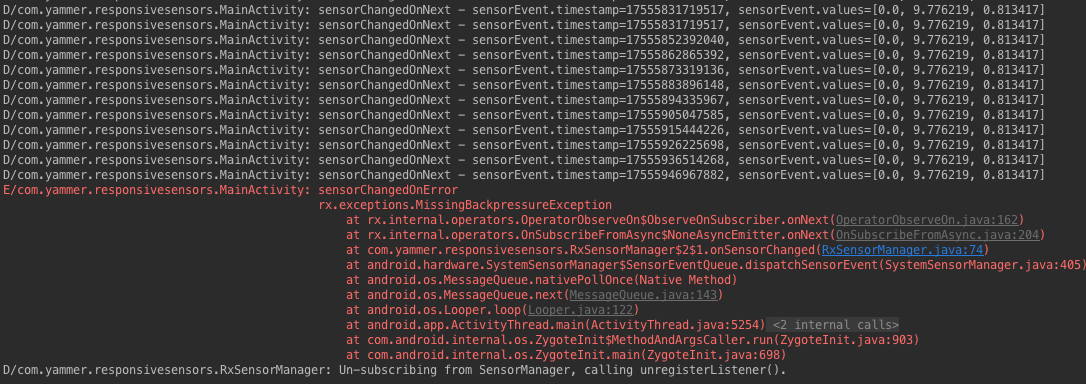 D/com.yammer.responsivesensors.MainActivity: sensorChangedOnNext - sensorEvent.timestamp=17555831719517, sensorEvent.values=[0.0, 9.776219, 0.813417]
D/com.yammer.responsivesensors.MainActivity: sensorChangedOnNext - sensorEvent.timestamp=17555831719517, sensorEvent.values=[0.0, 9.776219, 0.813417]
D/com.yammer.responsivesensors.MainActivity: sensorChangedOnNext - sensorEvent.timestamp=17555852392040, sensorEvent.values=[0.0, 9.776219, 0.813417]
D/com.yammer.responsivesensors.MainActivity: sensorChangedOnNext - sensorEvent.timestamp=17555862865392, sensorEvent.values=[0.0, 9.776219, 0.813417]
D/com.yammer.responsivesensors.MainActivity: sensorChangedOnNext - sensorEvent.timestamp=17555873319136, sensorEvent.values=[0.0, 9.776219, 0.813417]
D/com.yammer.responsivesensors.MainActivity: sensorChangedOnNext - sensorEvent.timestamp=17555883896148, sensorEvent.values=[0.0, 9.776219, 0.813417]
D/com.yammer.responsivesensors.MainActivity: sensorChangedOnNext - sensorEvent.timestamp=17555894335967, sensorEvent.values=[0.0, 9.776219, 0.813417]
D/com.yammer.responsivesensors.MainActivity: sensorChangedOnNext - sensorEvent.timestamp=17555905047585, sensorEvent.values=[0.0, 9.776219, 0.813417]
D/com.yammer.responsivesensors.MainActivity: sensorChangedOnNext - sensorEvent.timestamp=17555915444226, sensorEvent.values=[0.0, 9.776219, 0.813417]
D/com.yammer.responsivesensors.MainActivity: sensorChangedOnNext - sensorEvent.timestamp=17555926225698, sensorEvent.values=[0.0, 9.776219, 0.813417]
D/com.yammer.responsivesensors.MainActivity: sensorChangedOnNext - sensorEvent.timestamp=17555936514268, sensorEvent.values=[0.0, 9.776219, 0.813417]
D/com.yammer.responsivesensors.MainActivity: sensorChangedOnNext - sensorEvent.timestamp=17555946967882, sensorEvent.values=[0.0, 9.776219, 0.813417]
E/com.yammer.responsivesensors.MainActivity: sensorChangedOnError
rx.exceptions.MissingBackpressureException
at rx.internal.operators.OperatorObserveOn$ObserveOnSubscriber.onNext(OperatorObserveOn.java:162)
at rx.internal.operators.OnSubscribeFromAsync$NoneAsyncEmitter.onNext(OnSubscribeFromAsync.java:204)
at com.yammer.responsivesensors.RxSensorManager$2$1.onSensorChanged(RxSensorManager.java:74)
at android.hardware.SystemSensorManager$SensorEventQueue.dispatchSensorEvent(SystemSensorManager.java:405)
at android.os.MessageQueue.nativePollOnce(Native Method)
at android.os.MessageQueue.next(MessageQueue.java:143)
at android.os.Looper.loop(Looper.java:122)
at android.app.ActivityThread.main(ActivityThread.java:5254) <2 internal calls>
at com.android.internal.os.ZygoteInit$MethodAndArgsCaller.run(ZygoteInit.java:903)
at com.android.internal.os.ZygoteInit.main(ZygoteInit.java:698)
D/com.yammer.responsivesensors.RxSensorManager: Un-subscribing from SensorManager, calling unregisterListener().